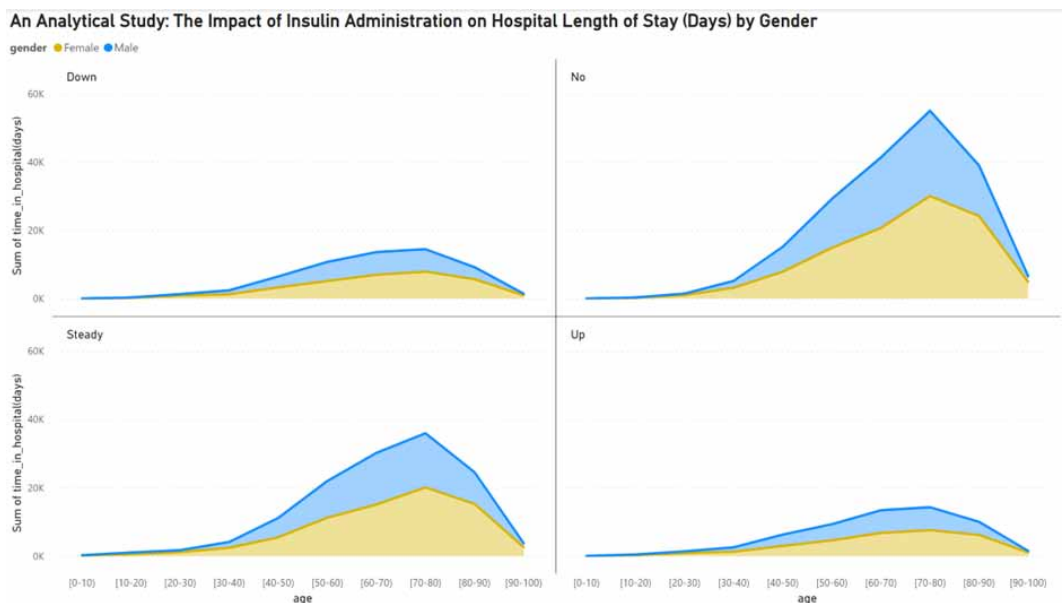 An Analytical Study: The Impact of Insulin Administration on Hospital Length of Stay (Days) by Gender
gender Female Male
Down
No
60K
40K
20K
0K
Sum of time_in_hospital(days)
Steady
Up
60K
40K
20K
0K
Sum of time_in_hospital(days)
[0-10) [10-20) [20-30) [30-40) [40-50) [50-60) [60-70) [70-80) [80-90) [90-100)
[0-10) [10-20) [20-30) [30-40) [40-50) [50-60) [60-70) [70-80) [80-90) [90-100)
age
age